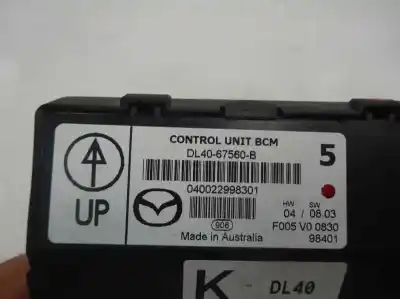 CONTROL UNIT BCM
DL40-67560-B
5
040022998301
UP
HW SW
04 / 06.03
906
F005 V0 0830
Made in Australia
98401
K - DL40